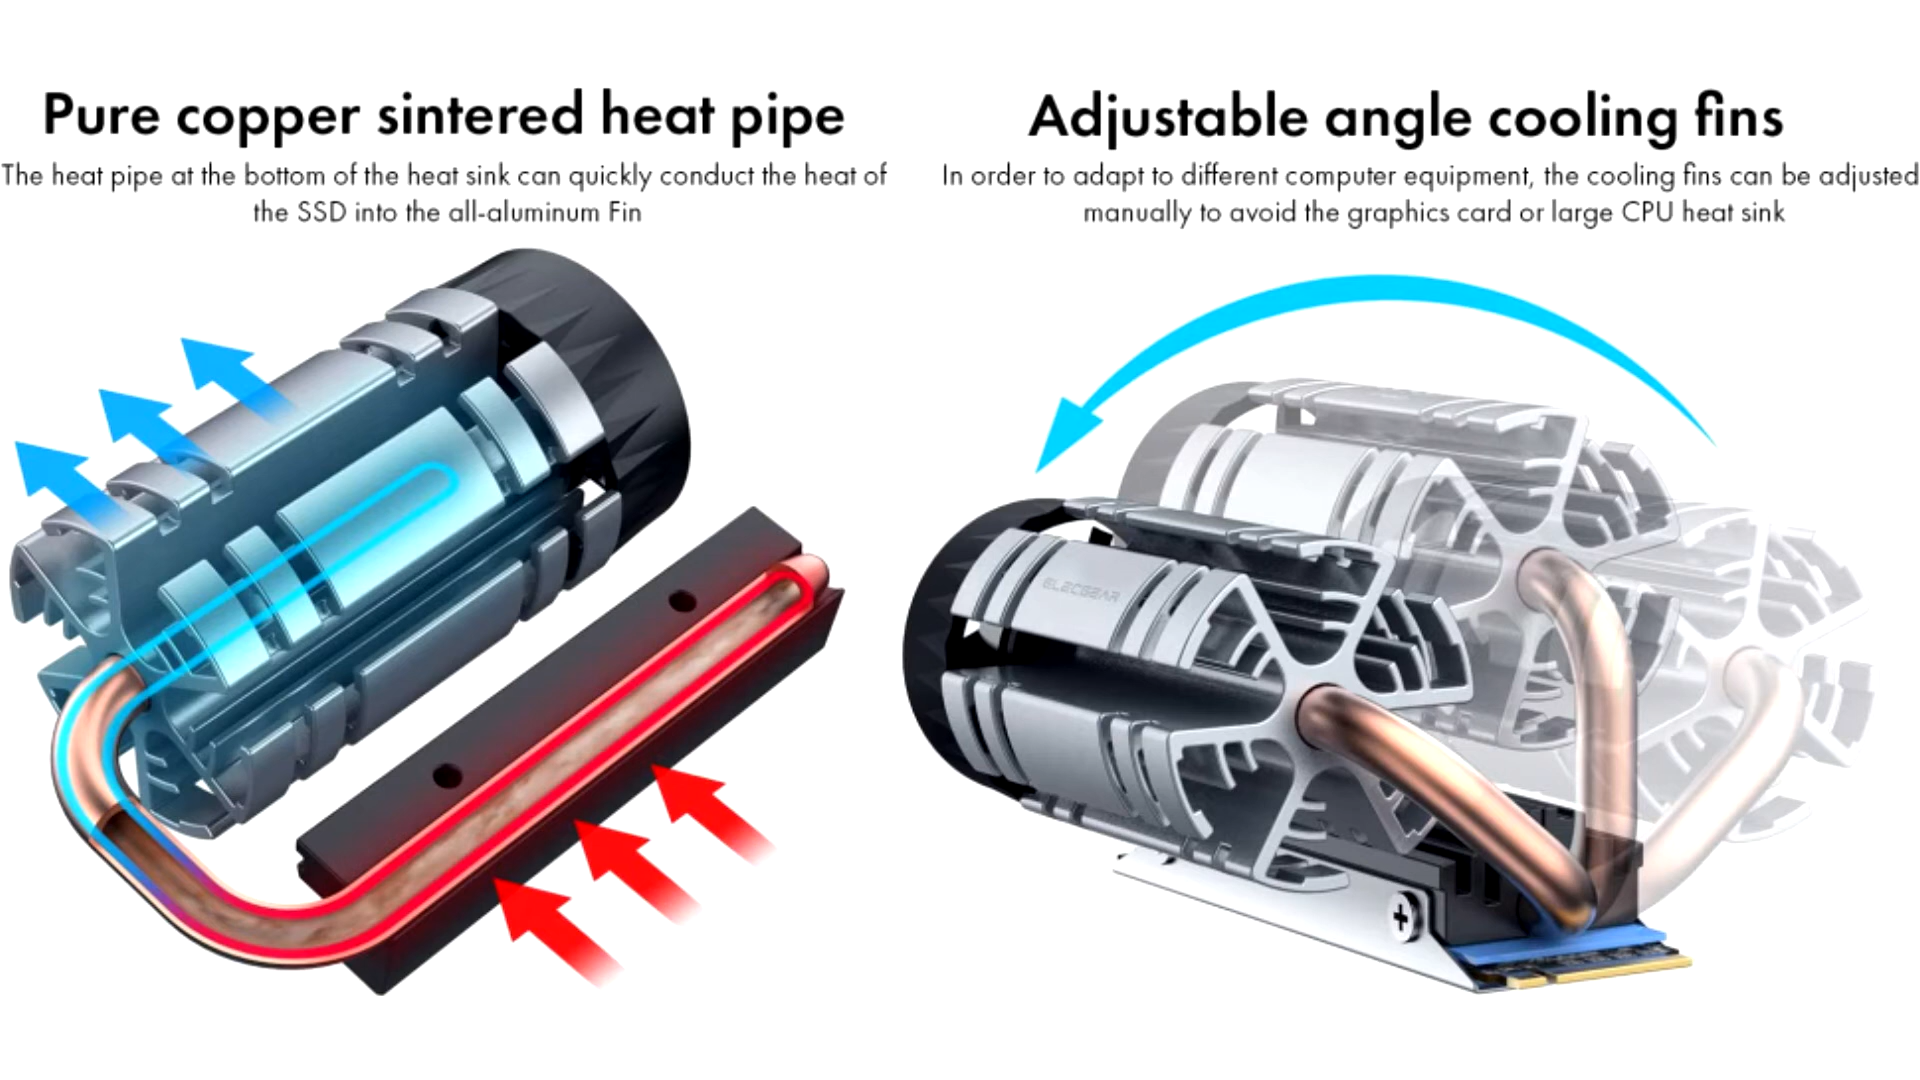 Pure copper sintered heat pipe
The heat pipe at the bottom of the heat sink can quickly conduct the heat of
the SSD into the all-aluminum Fin
Adjustable angle cooling fins
In order to adapt to different computer equipment, the cooling fins can be adjusted
manually to avoid the graphics card or large CPU heat sink
ELECGEAR